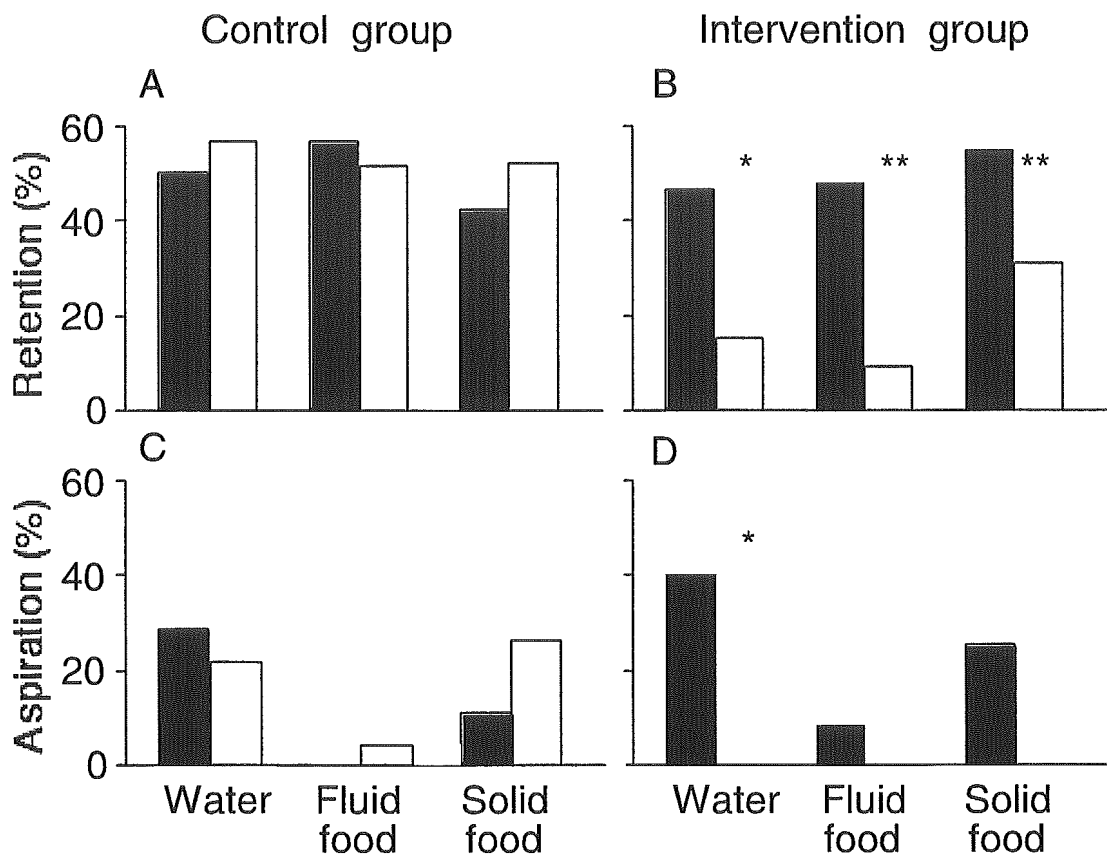 Control group
Intervention group
A
B
Retention (%)
60
40
20
0
*
**
**
C
D
Aspiration (%)
60
40
20
0
*
Water
Fluid food
Solid food
Water
Fluid food
Solid food